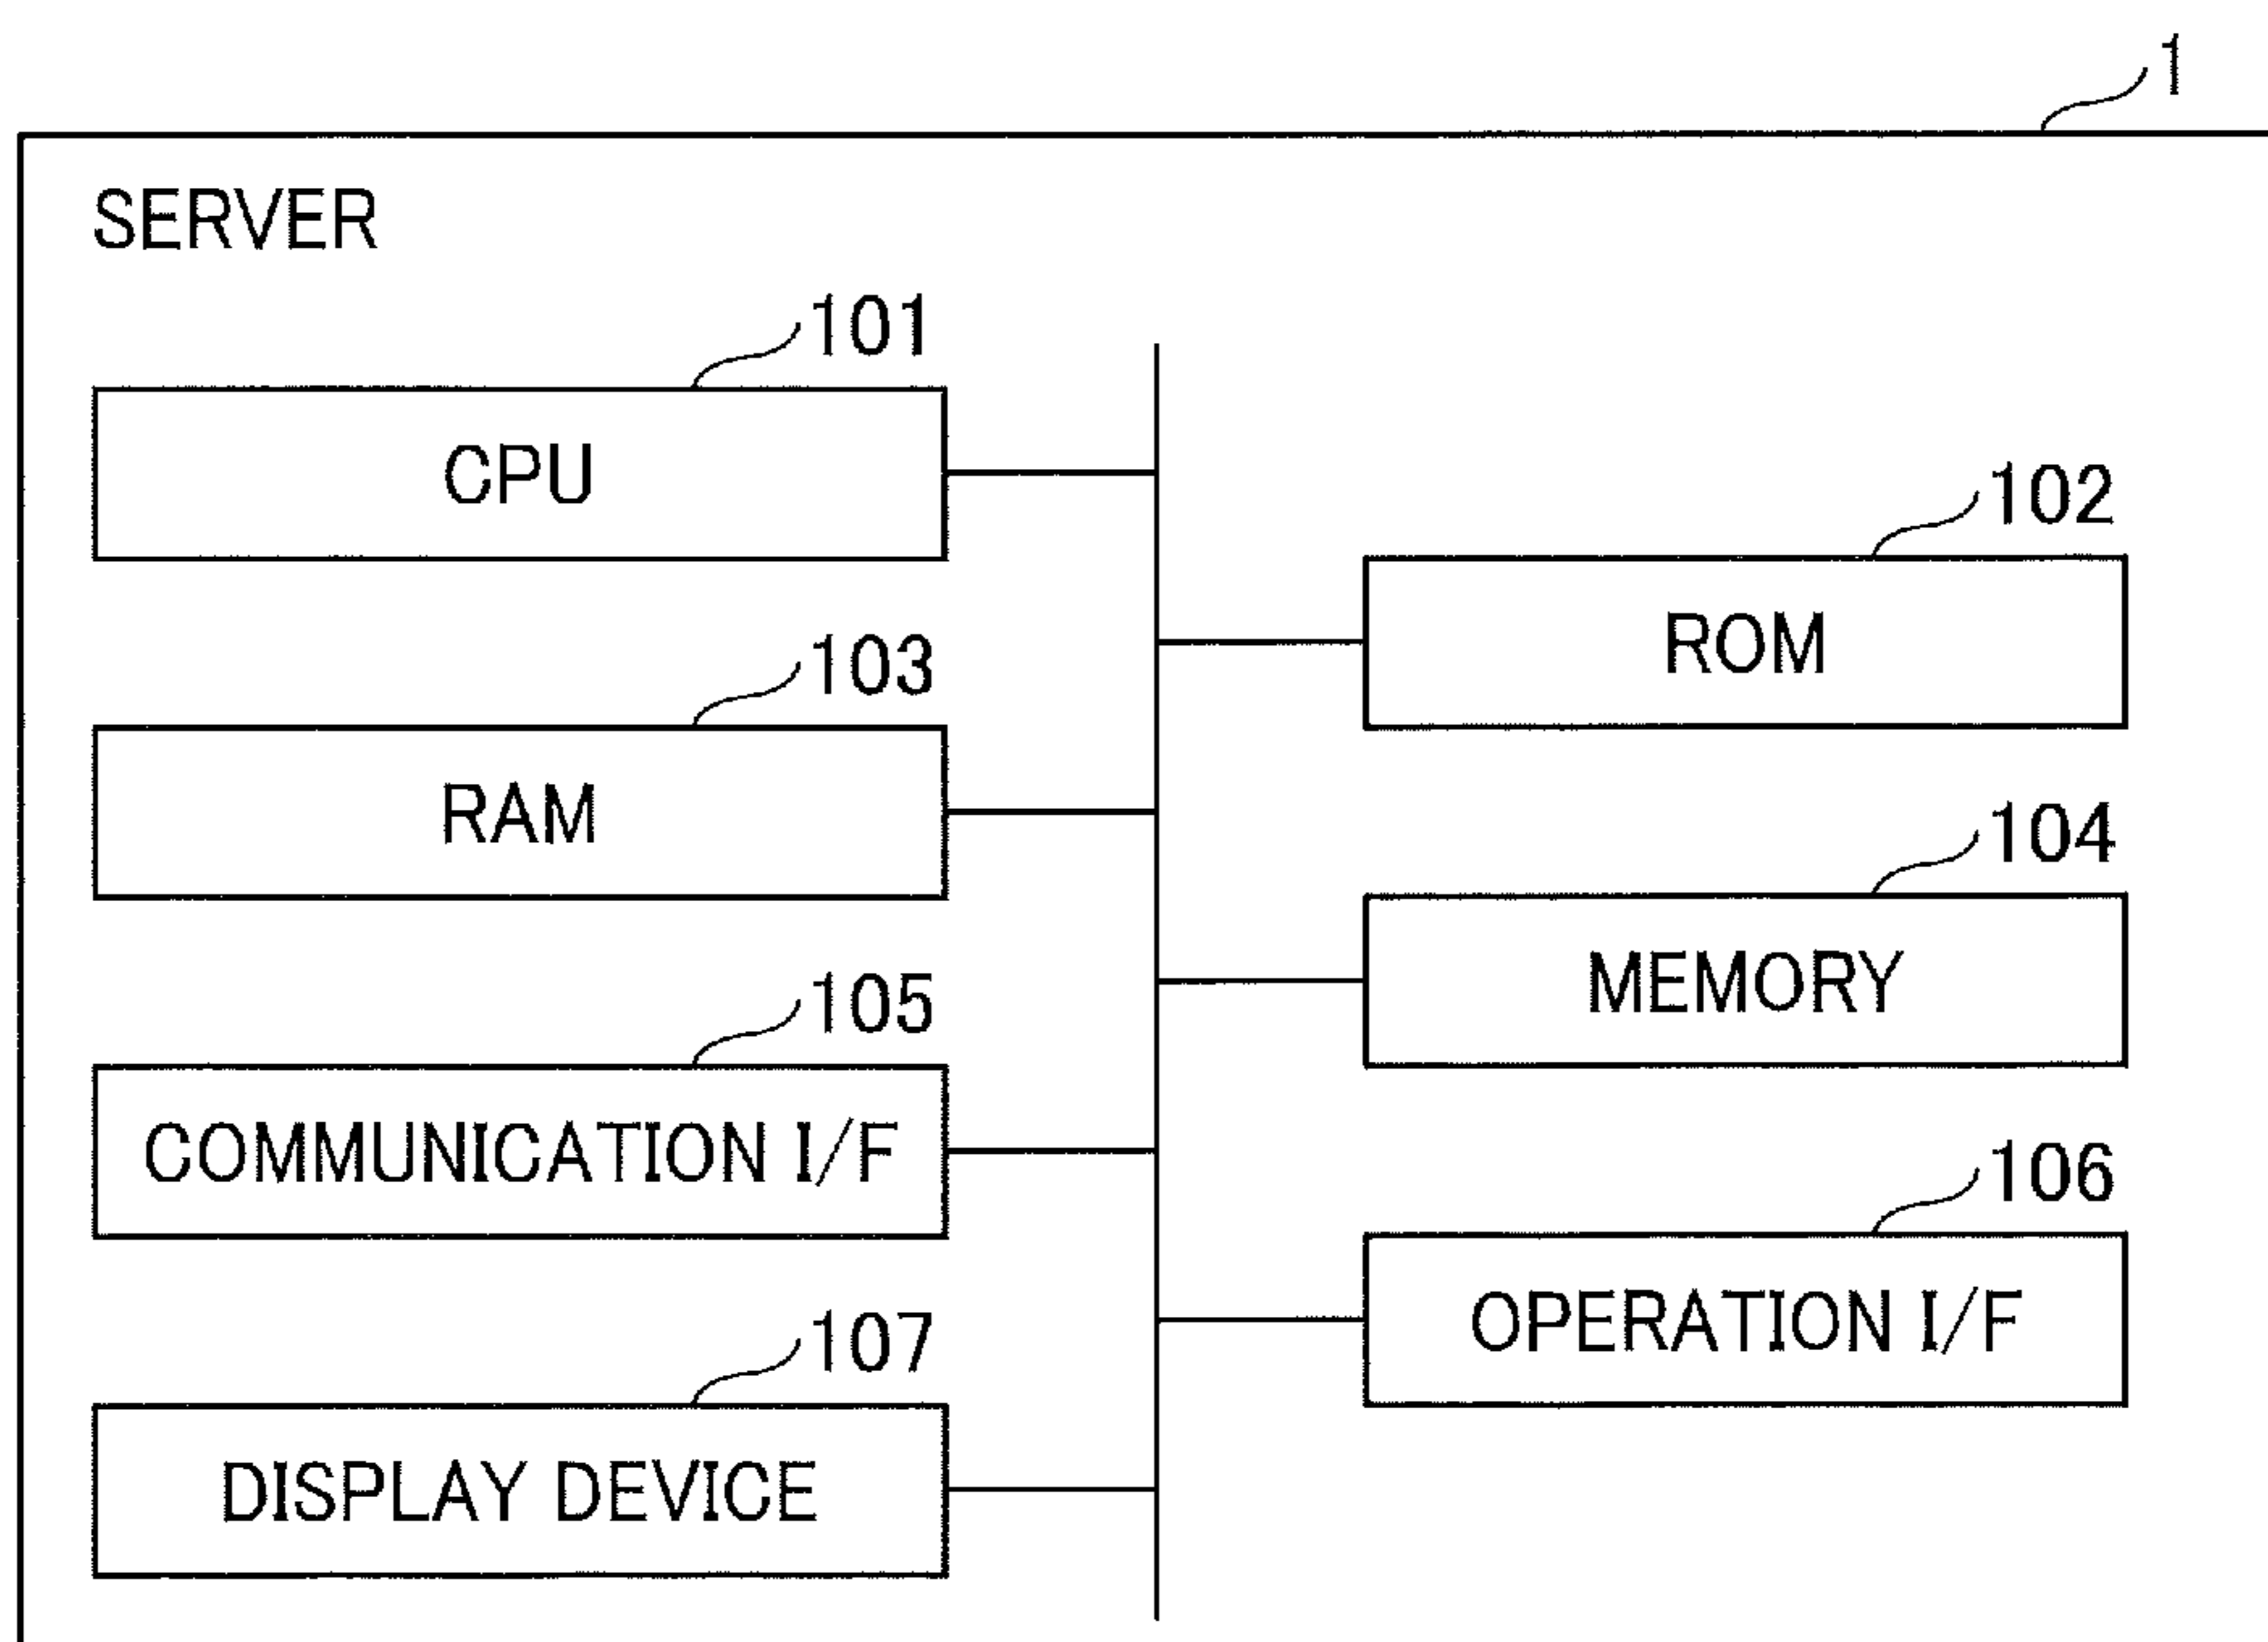 1
SERVER
101
CPU
102
ROM
103
RAM
104
MEMORY
105
COMMUNICATION I/F
106
OPERATION I/F
107
DISPLAY DEVICE